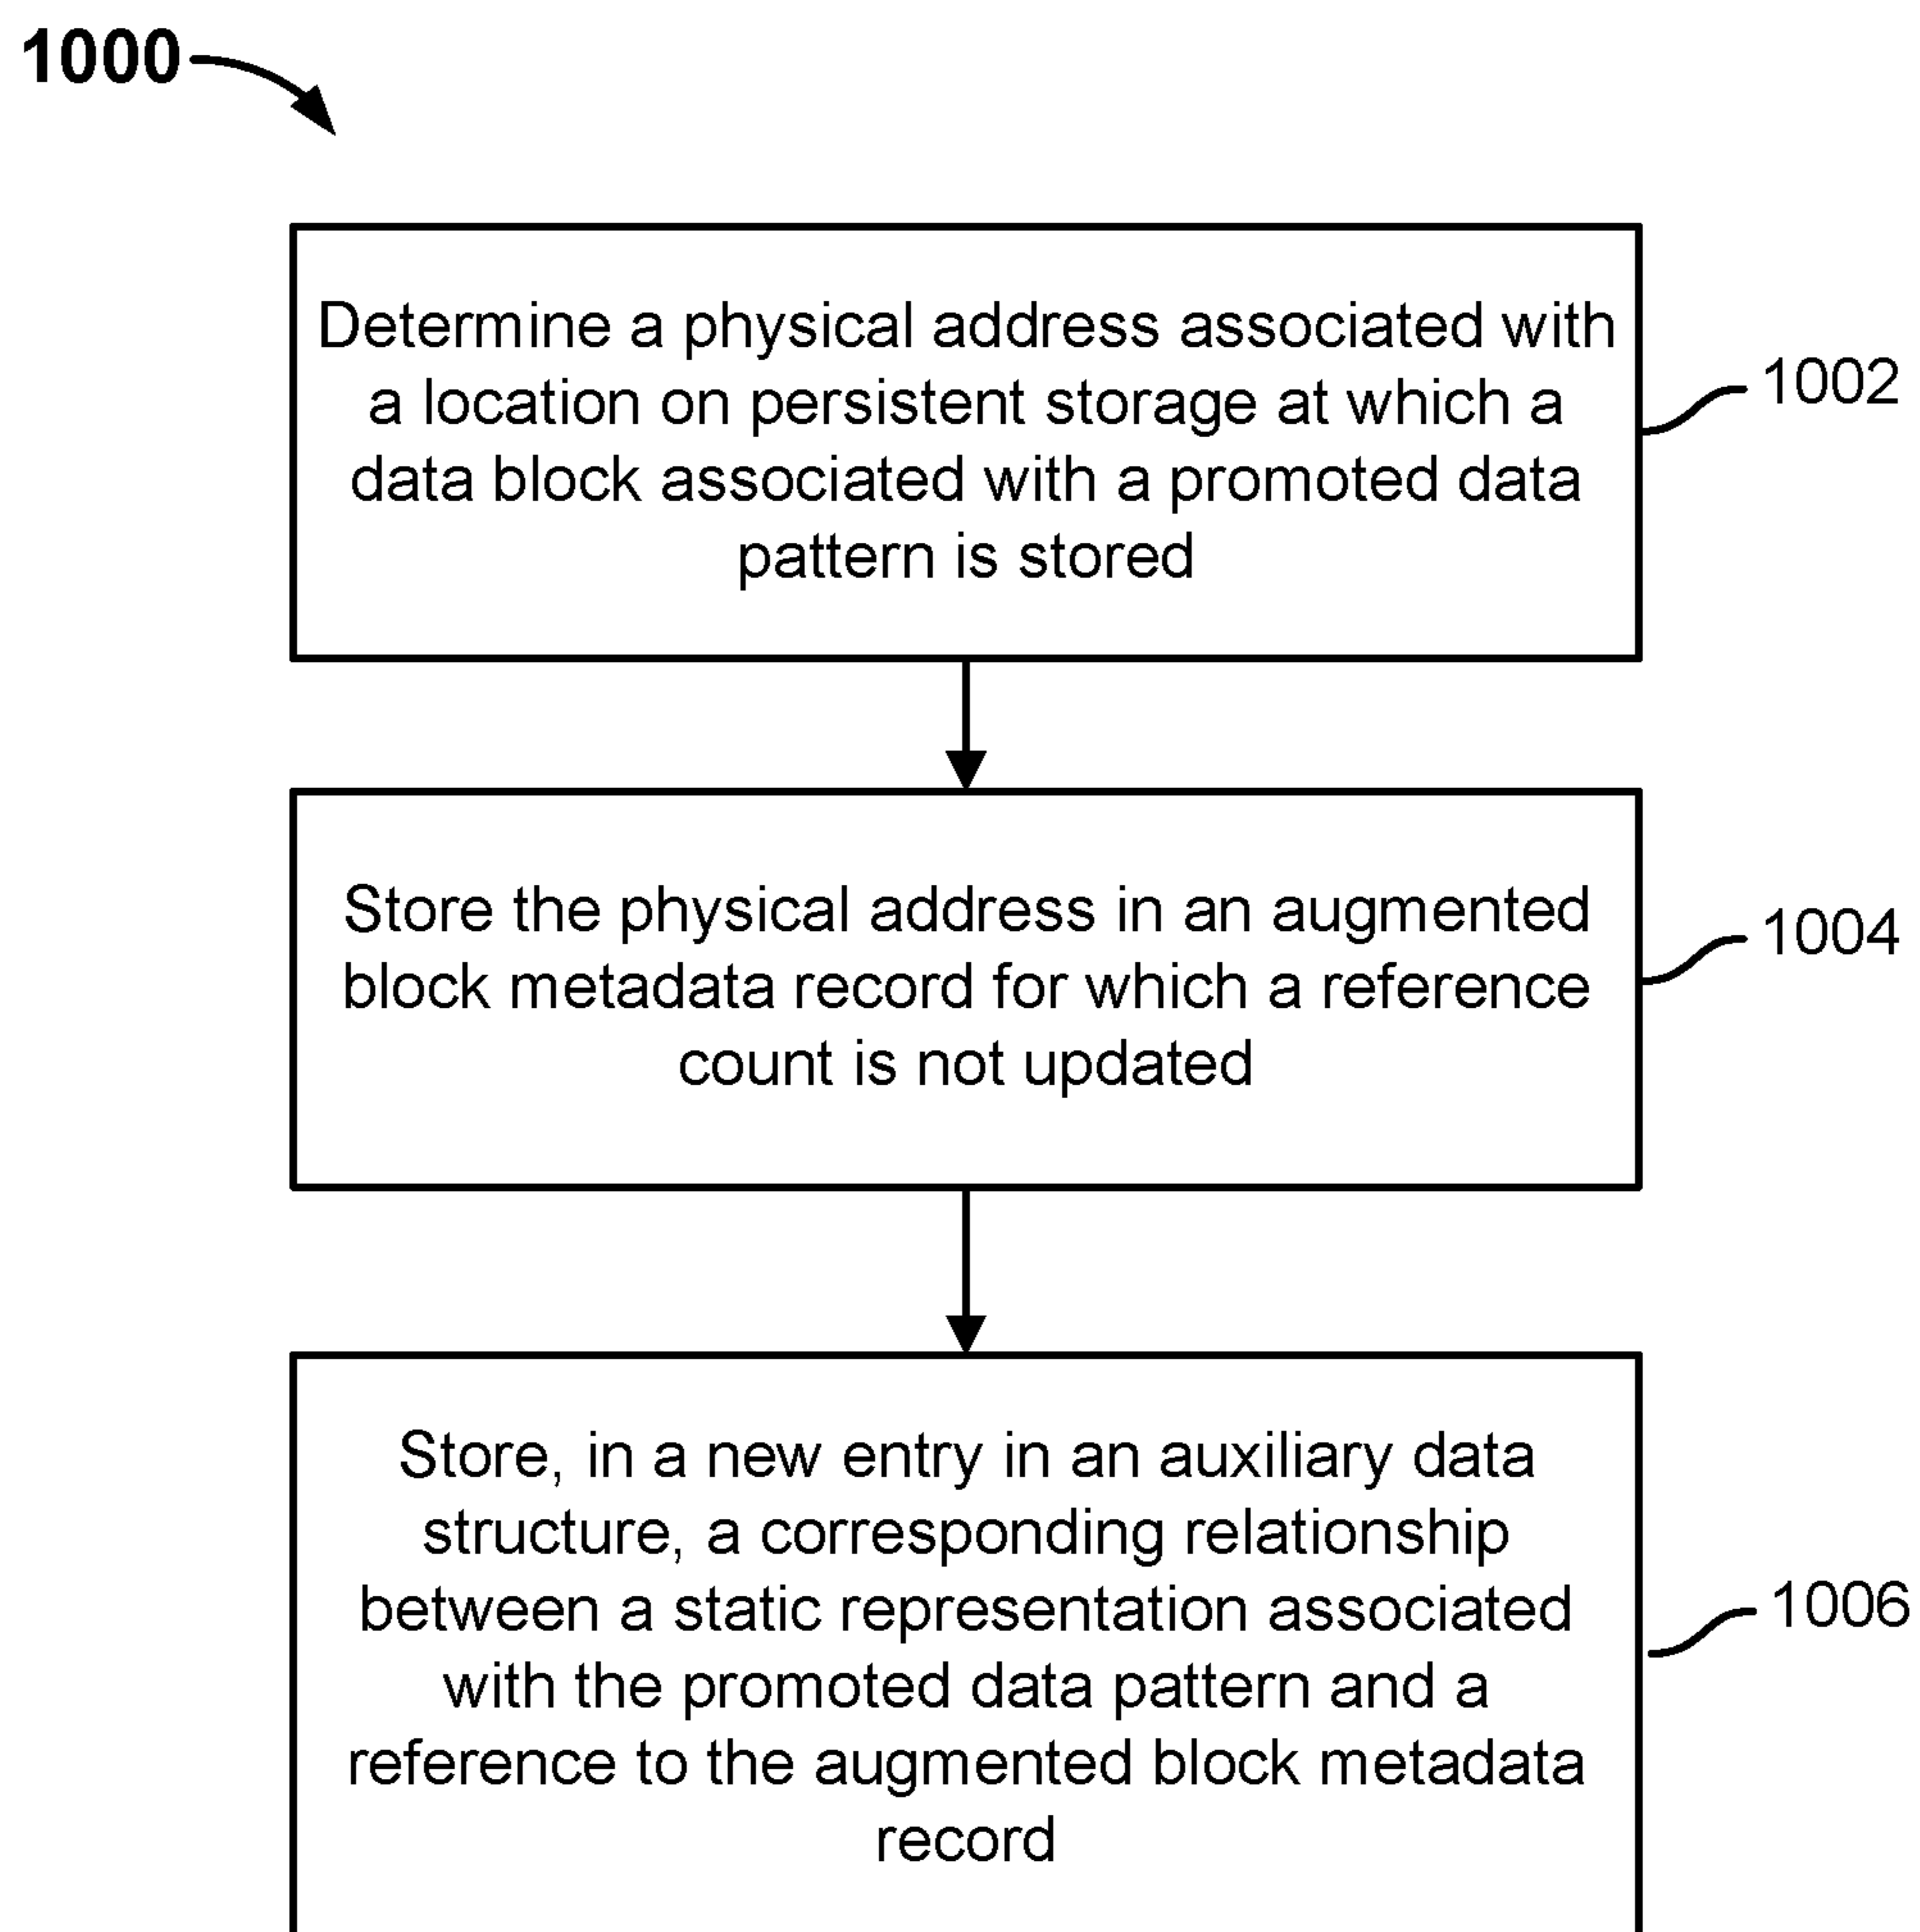 1000
Determine a physical address associated with
a location on persistent storage at which a
data block associated with a promoted data
pattern is stored
1002
Store the physical address in an augmented
block metadata record for which a reference
count is not updated
1004
Store, in a new entry in an auxiliary data
structure, a corresponding relationship
between a static representation associated
with the promoted data pattern and a
reference to the augmented block metadata
record
1006